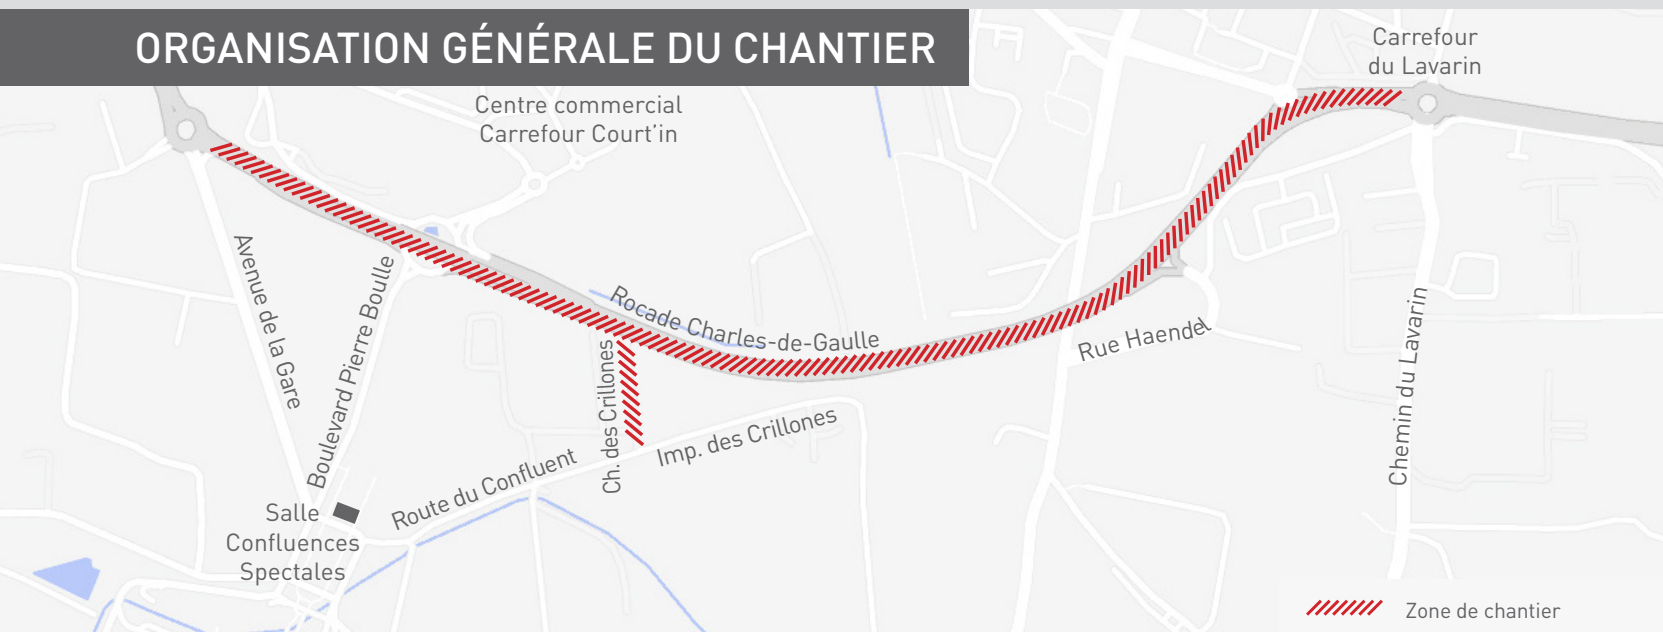 ORGANISATION GÉNÉRALE DU CHANTIER
Carrefour
du Lavarin
Centre commercial
Carrefour Court'in
Avenue de la Gare
Boulevard Pierre Boulle
Rocade Charles-de-Gaulle
Rue Haendel
Chemin du Lavarin
Ch. des Crillones
Imp. des Crillones
Route du Confluent
Salle
Confluences
Spectales
Zone de chantier